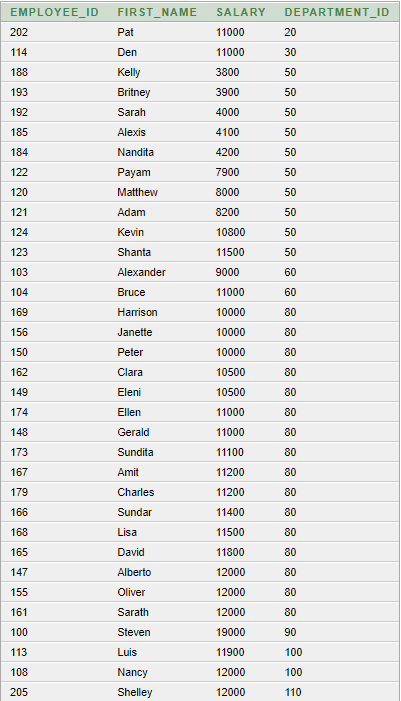 EMPLOYEE_ID FIRST_NAME SALARY DEPARTMENT_ID
202 Pat 11000 20
114 Den 11000 30
188 Kelly 3800 50
193 Britney 3900 50
192 Sarah 4000 50
185 Alexis 4100 50
184 Nandita 4200 50
122 Payam 7900 50
120 Matthew 8000 50
121 Adam 8200 50
124 Kevin 10800 50
123 Shanta 11500 50
103 Alexander 9000 60
104 Bruce 11000 60
169 Harrison 10000 80
156 Janette 10000 80
150 Peter 10000 80
162 Clara 10500 80
149 Eleni 10500 80
174 Ellen 11000 80
148 Gerald 11000 80
173 Sundita 11100 80
167 Amit 11200 80
179 Charles 11200 80
166 Sundar 11400 80
168 Lisa 11500 80
165 David 11800 80
147 Alberto 12000 80
155 Oliver 12000 80
161 Sarath 12000 80
100 Steven 19000 90
113 Luis 11900 100
108 Nancy 12000 100
205 Shelley 12000 110